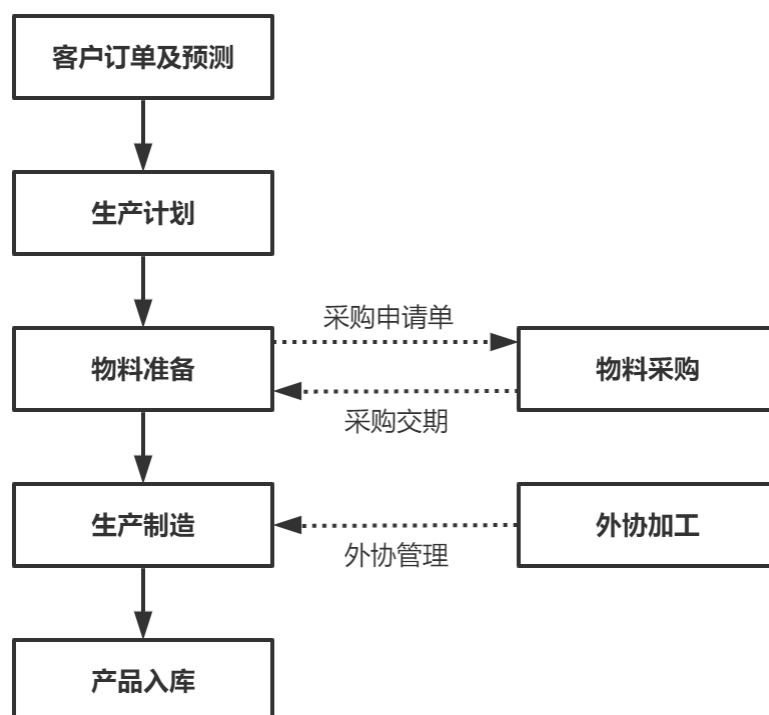 客户订单及预测
生产计划
采购申请单
物料准备
物料采购
采购交期
生产制造
外协加工
外协管理
产品入库